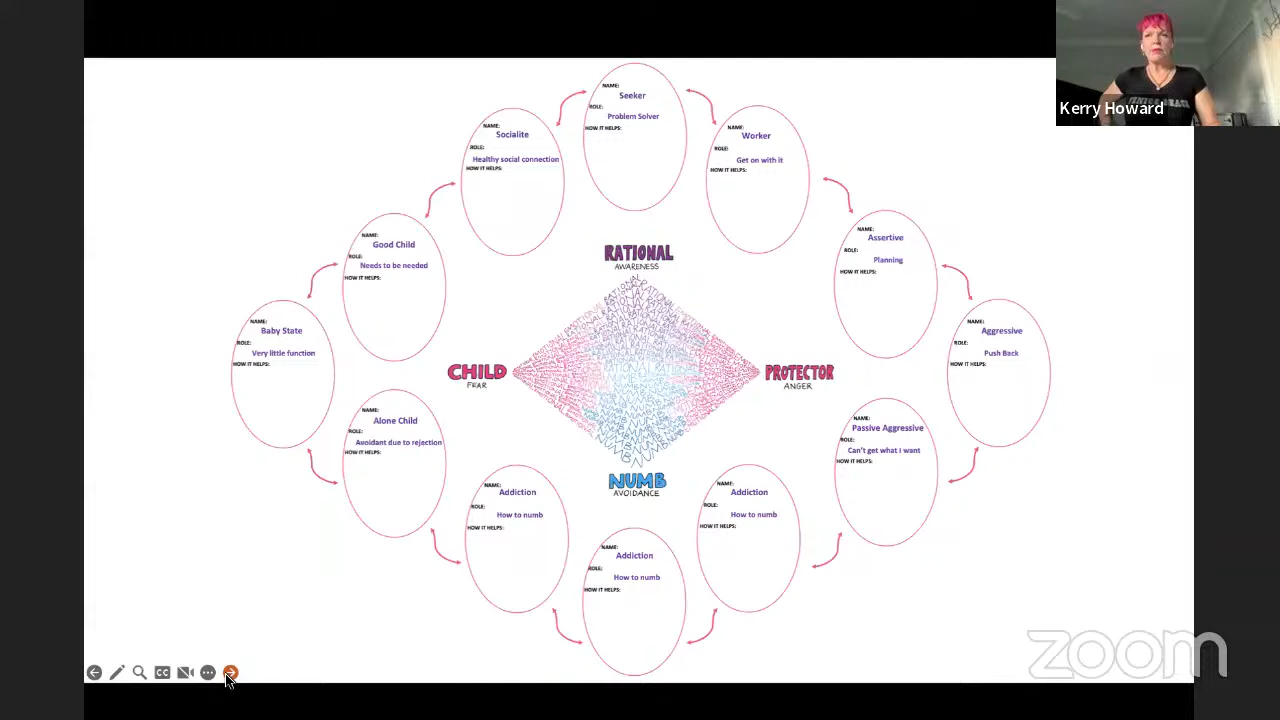 Kerry Howard
NAME:
Seeker
ROLE:
Problem Solver
HOW IT HELPS:
NAME:
Socialite
ROLE:
Healthy social connection
HOW IT HELPS:
NAME:
Worker
ROLE:
Get on with it
HOW IT HELPS:
NAME:
Good Child
ROLE:
Needs to be needed
HOW IT HELPS:
NAME:
Assertive
ROLE:
Planning
HOW IT HELPS:
RATIONAL
AWARENESS
NAME:
Baby State
ROLE:
Very little function
HOW IT HELPS:
NAME:
Aggressive
ROLE:
Push Back
HOW IT HELPS:
CHILD
FEAR
PROTECTOR
ANGER
NAME:
Alone Child
ROLE:
Avoidant due to rejection
HOW IT HELPS:
NAME:
Passive Aggressive
ROLE:
Can't get what I want
HOW IT HELPS:
NUMB
AVOIDANCE
NAME:
Addiction
ROLE:
How to numb
HOW IT HELPS:
NAME:
Addiction
ROLE:
How to numb
HOW IT HELPS:
NAME:
Addiction
ROLE:
How to numb
HOW IT HELPS:
CC
zoom